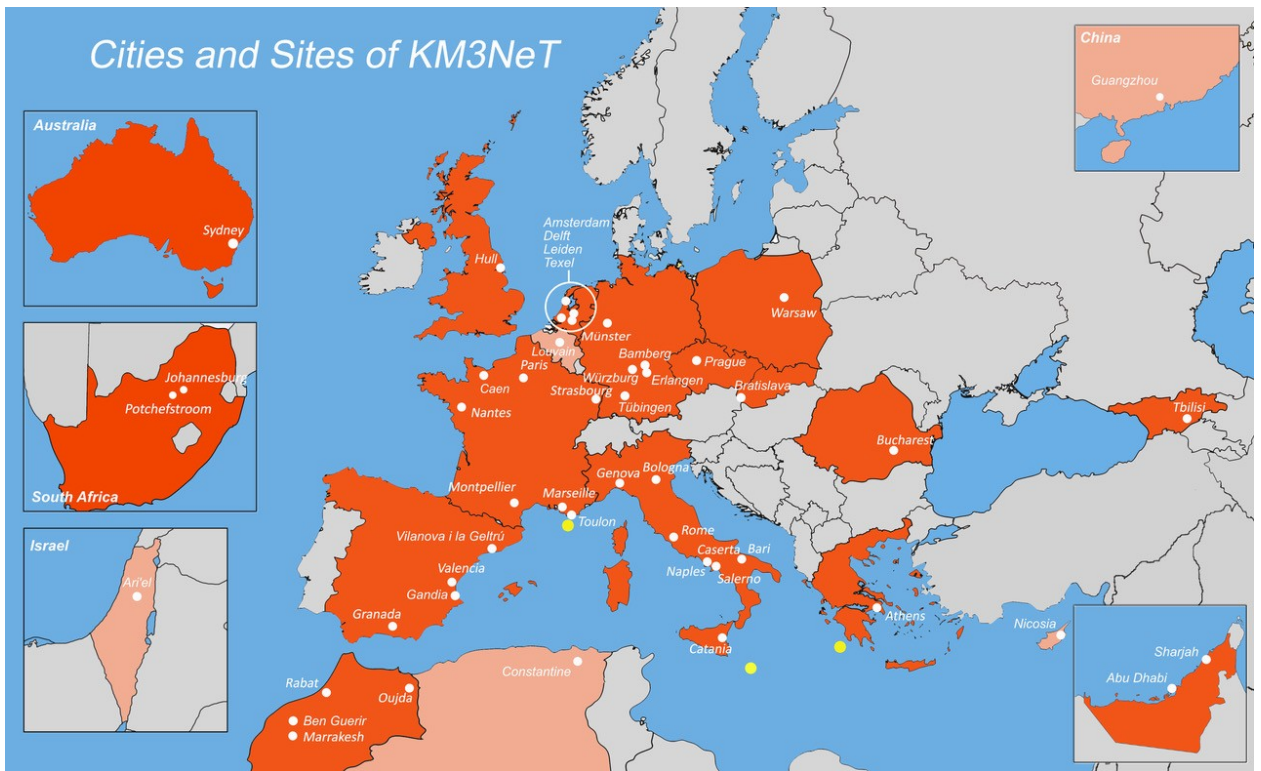 Cities and Sites of KM3NeT
China
Guangzhou
Australia
Sydney
Amsterdam
Delft
Leiden
Texel
Hull
Warsaw
Münster
Louvain
Paris
Bamberg
Prague
Caen
Würzburg
Erlangen
Strasbourg
Bratislava
Tübingen
Nantes
Johannesburg
Potchefstroom
South Africa
Tbilisi
Bucharest
Genova
Bologna
Montpellier
Marseille
Toulon
Vilanova i la Geltrú
Rome
Caserta
Bari
Naples
Salerno
Valencia
Gandia
Granada
Israel
Ari'el
Athens
Catania
Nicosia
Constantine
Rabat
Oujda
Ben Guerir
Marrakesh
Sharjah
Abu Dhabi